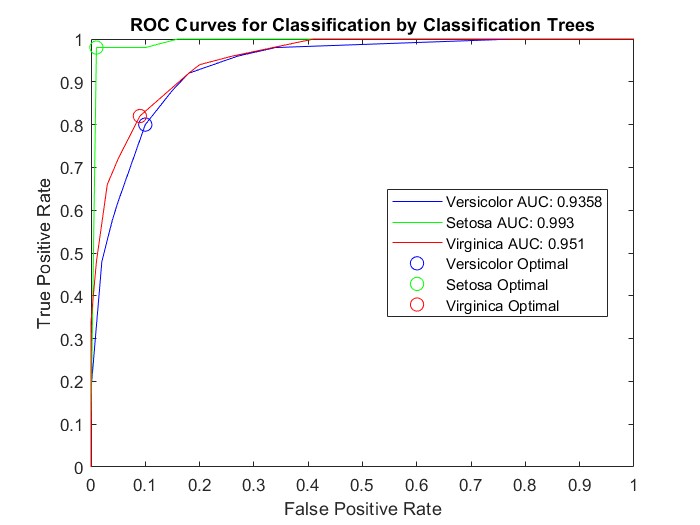 ROC Curves for Classification by Classification Trees
True Positive Rate
1
0.9
0.8
0.7
0.6
0.5
0.4
0.3
0.2
0.1
0
Versicolor AUC: 0.9358
Setosa AUC: 0.993
Virginica AUC: 0.951
Versicolor Optimal
Setosa Optimal
Virginica Optimal
0 0.1 0.2 0.3 0.4 0.5 0.6 0.7 0.8 0.9 1
False Positive Rate